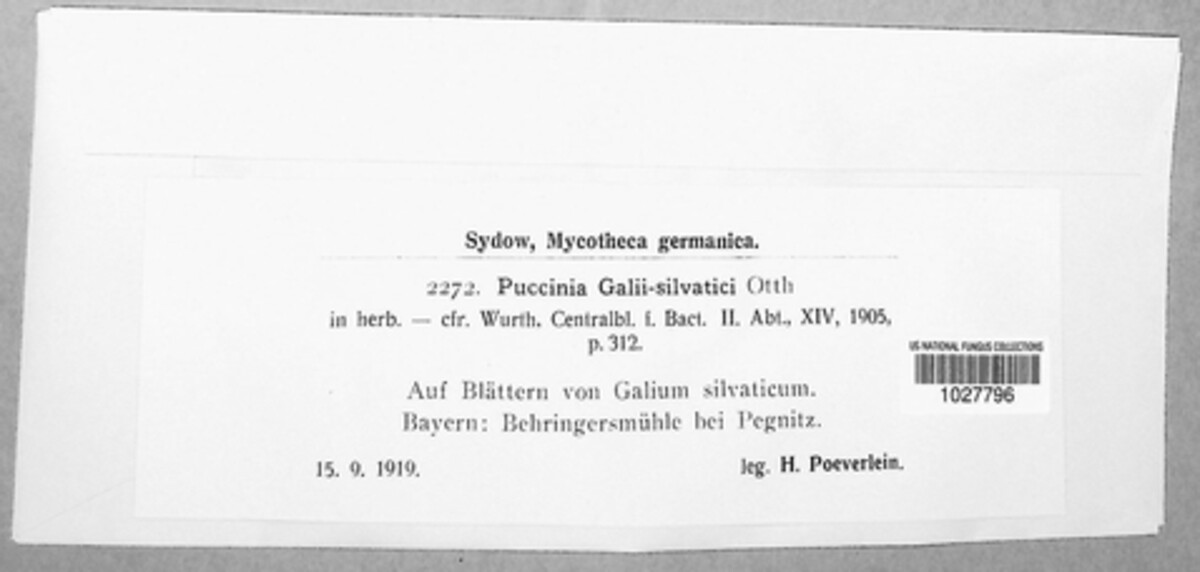 Sydow, Mycotheca germanica.
2272. Puccinia Galii-silvatici Otth
in herb. — cfr. Wurth. Centralbl. f. Bact. II. Abt., XIV, 1905,
p. 312.
US NATIONAL FUNGUS COLLECTIONS
1027796
Auf Blättern von Galium silvaticum.
Bayern: Behringersmühle bei Pegnitz.
15. 9. 1919. leg. H. Poeverlein.